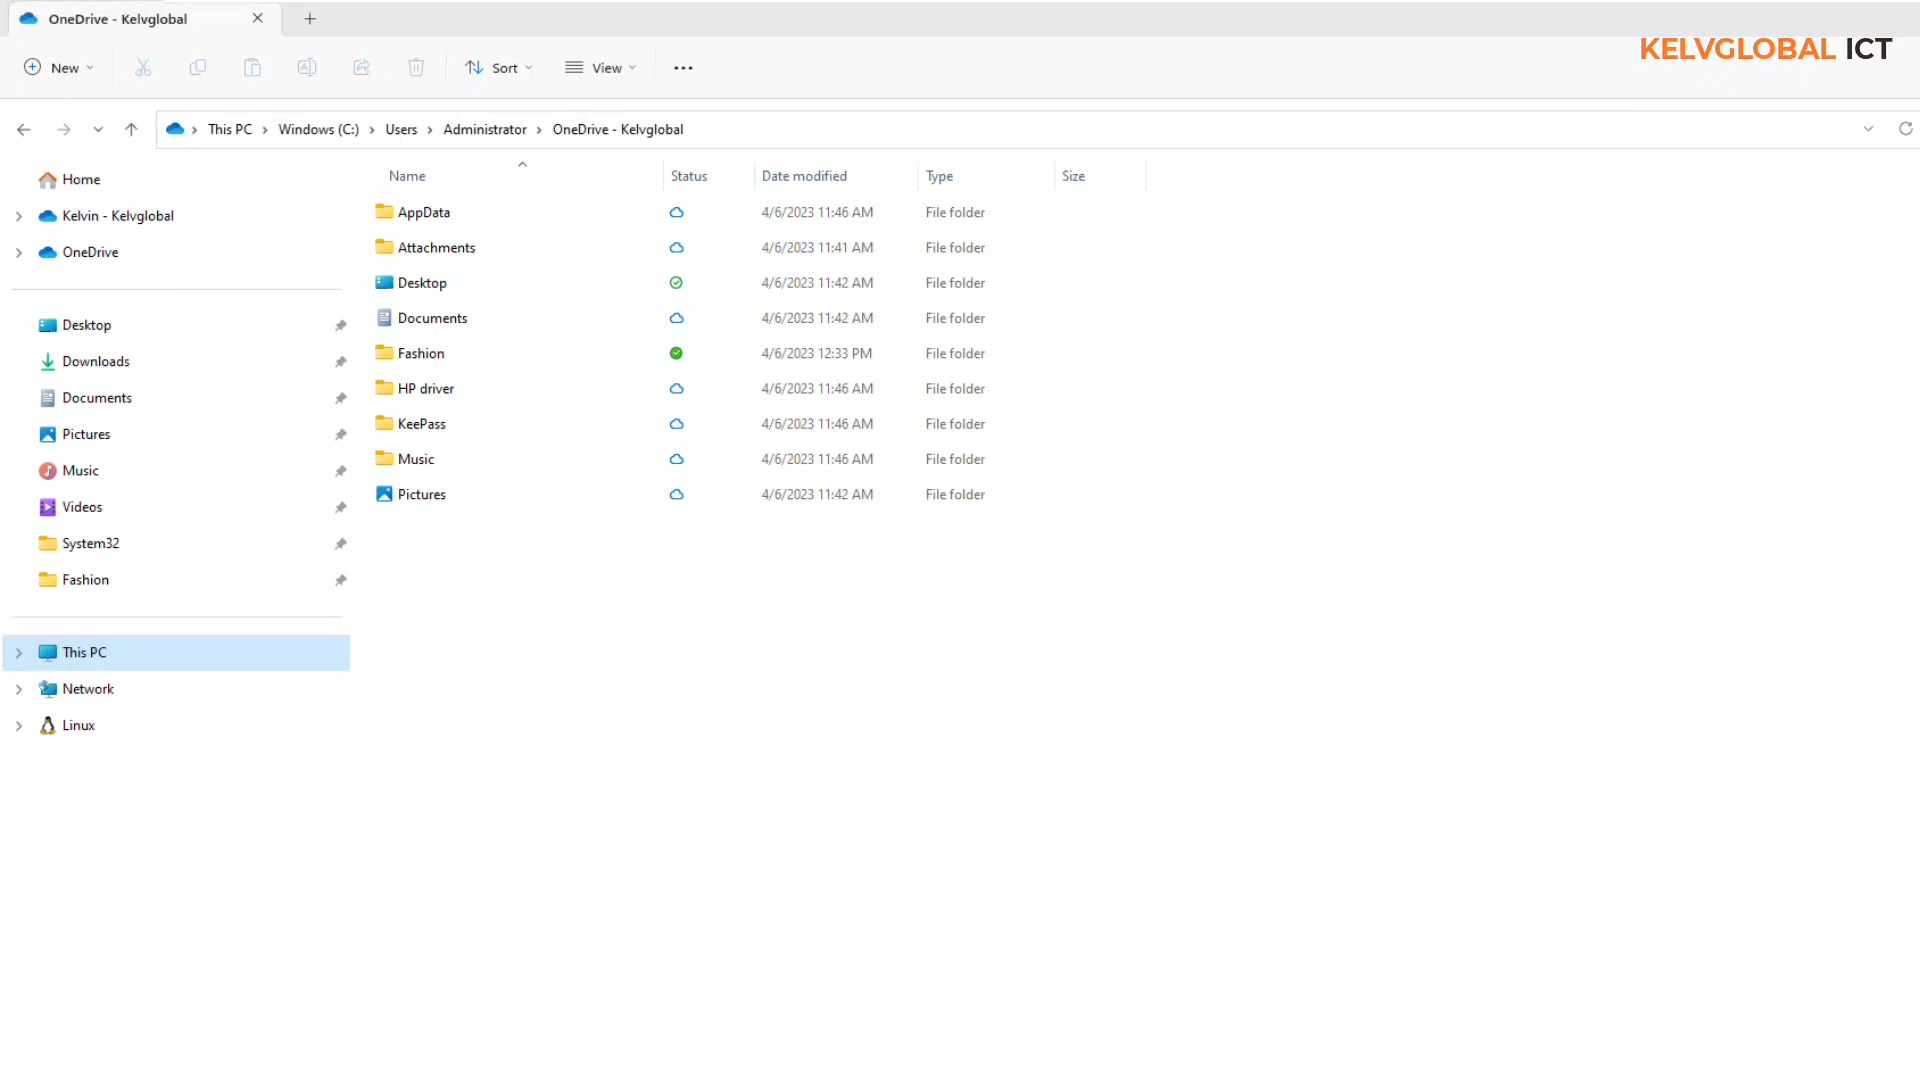 OneDrive - Kelvglobal
KELVGLOBAL ICT
New
Sort
View
This PC > Windows (C:) > Users > Administrator > OneDrive - Kelvglobal
Home
Kelvin - Kelvglobal
OneDrive
Desktop
Downloads
Documents
Pictures
Music
Videos
System32
Fashion
This PC
Network
Linux
Name Status Date modified Type Size
AppData 4/6/2023 11:46 AM File folder
Attachments 4/6/2023 11:41 AM File folder
Desktop 4/6/2023 11:42 AM File folder
Documents 4/6/2023 11:42 AM File folder
Fashion 4/6/2023 12:33 PM File folder
HP driver 4/6/2023 11:46 AM File folder
KeePass 4/6/2023 11:46 AM File folder
Music 4/6/2023 11:46 AM File folder
Pictures 4/6/2023 11:42 AM File folder